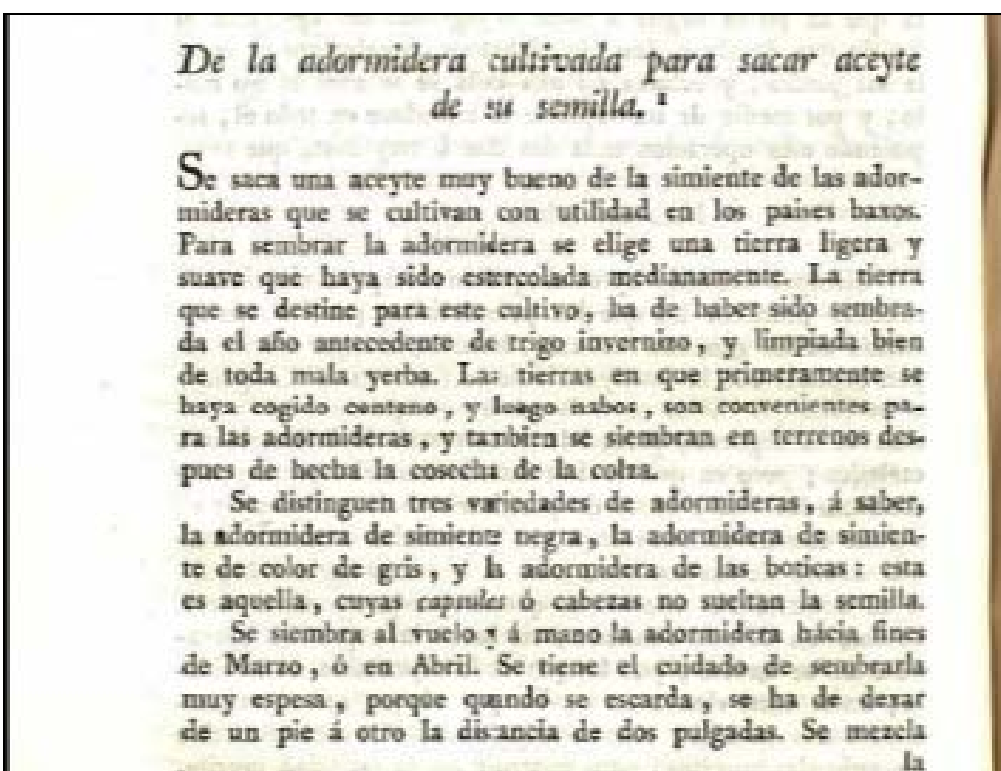 De la adormidera cultivada para sacar aceyte
de su semilla. ¹
Se saca una aceyte muy bueno de la simiente de las ador-
mideras que se cultivan con utilidad en los paises baxos.
Para sembrar la adormidera se elige una tierra ligera y
suave que haya sido estercolada medianamente. La tierra
que se destine para este cultivo, ha de haber sido sembra-
da el año antecedente de trigo invernizo, y limpiada bien
de toda mala yerba. Las tierras en que primeramente se
haya cogido centeno, y luego nabos, son convenientes pa-
ra las adormideras, y tambien se siembran en terrenos des-
pues de hecha la cosecha de la colza.
Se distinguen tres variedades de adormideras, á saber,
la adormidera de simiente negra, la adormidera de simien-
te de color de gris, y la adormidera de las boticas: esta
es aquella, cuyas capsules ó cabezas no sueltan la semilla.
Se siembra al vuelo y á mano la adormidera hácia fines
de Marzo, ó en Abril. Se tiene el cuidado de sembrarla
muy espesa, porque quando se escarda, se ha de dexar
de un pie á otro la distancia de dos pulgadas. Se mezcla
la